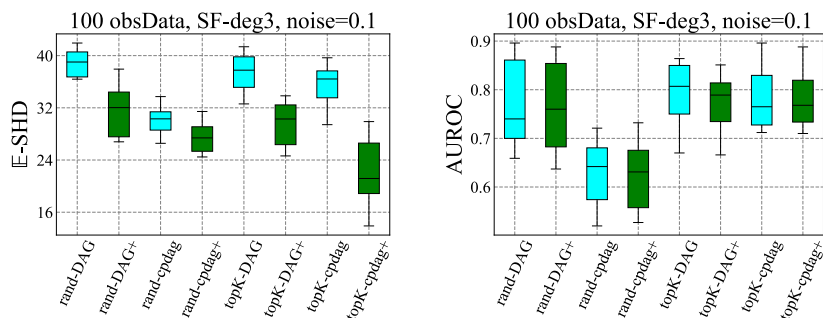 100 obsData, SF-deg3, noise=0.1
𝔼-SHD
40
32
24
16
rand-DAG
rand-DAG+
rand-cpdag
rand-cpdag+
topK-DAG
topK-DAG+
topK-cpdag
topK-cpdag+
100 obsData, SF-deg3, noise=0.1
AUROC
0.9
0.8
0.7
0.6
rand-DAG
rand-DAG+
rand-cpdag
rand-cpdag+
topK-DAG
topK-DAG+
topK-cpdag
topK-cpdag+